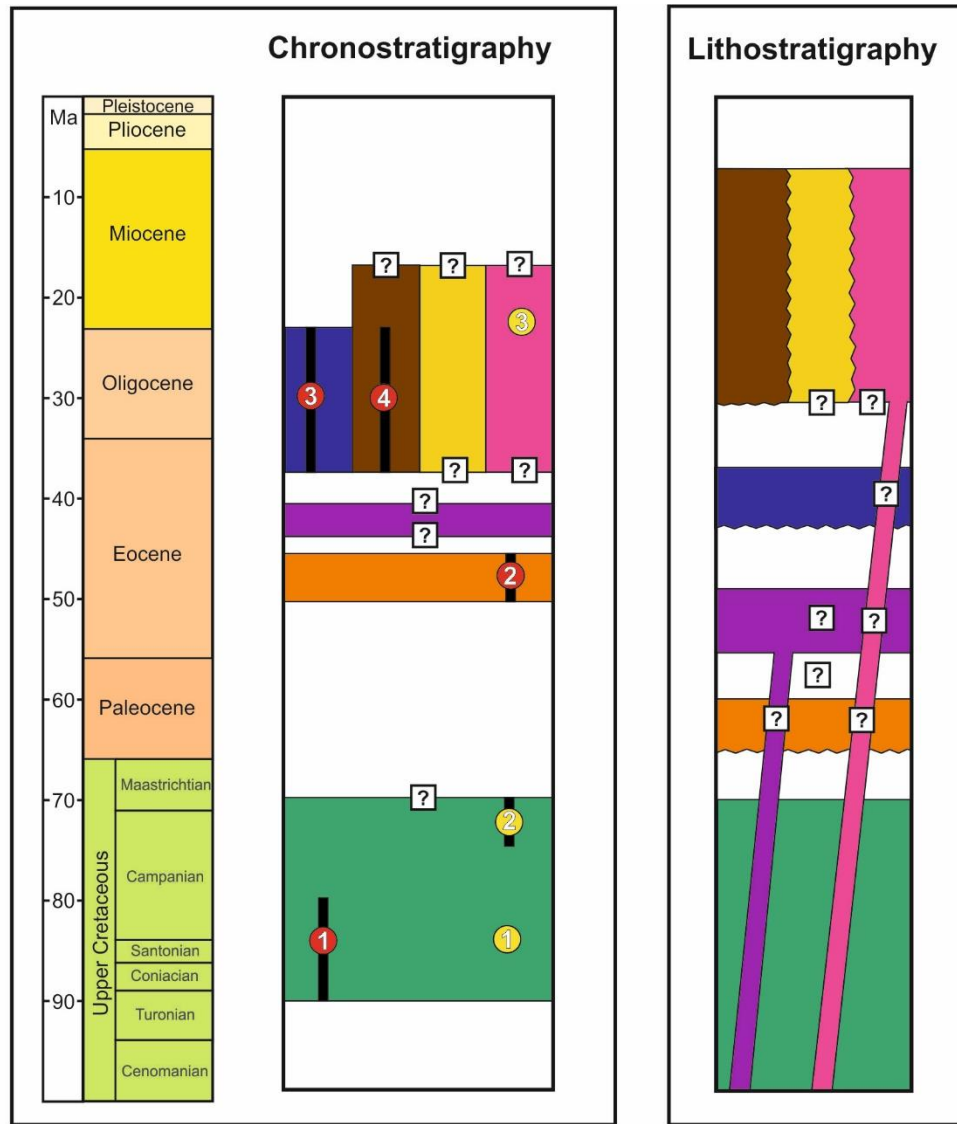 Chronostratigraphy
Lithostratigraphy
Ma
Pleistocene
Pliocene
10
Miocene
? ? ?
3
20
Oligocene
3 4
30
? ?
? ?
40
?
?
?
Eocene
2
50
? ?
?
60
Paleocene
? ?
Upper Cretaceous
Maastrichtian
70
?
2
Campanian
80
1 1
Santonian
Coniacian
90
Turonian
Cenomanian